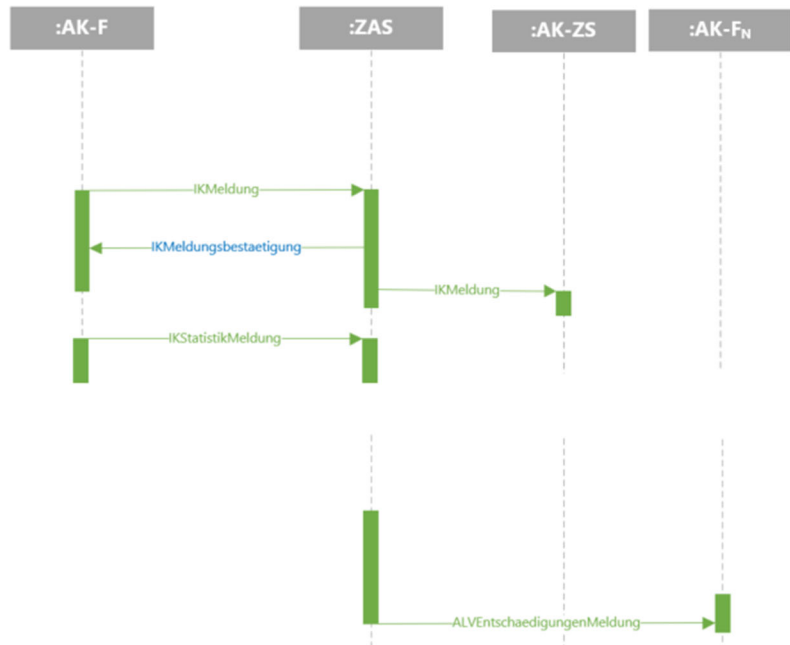 :AK-F
:ZAS
:AK-ZS
:AK-FN
IKMeldung
IKMeldungsbestaetigung
IKMeldung
IKStatistikMeldung
ALVEntschaedigungenMeldung